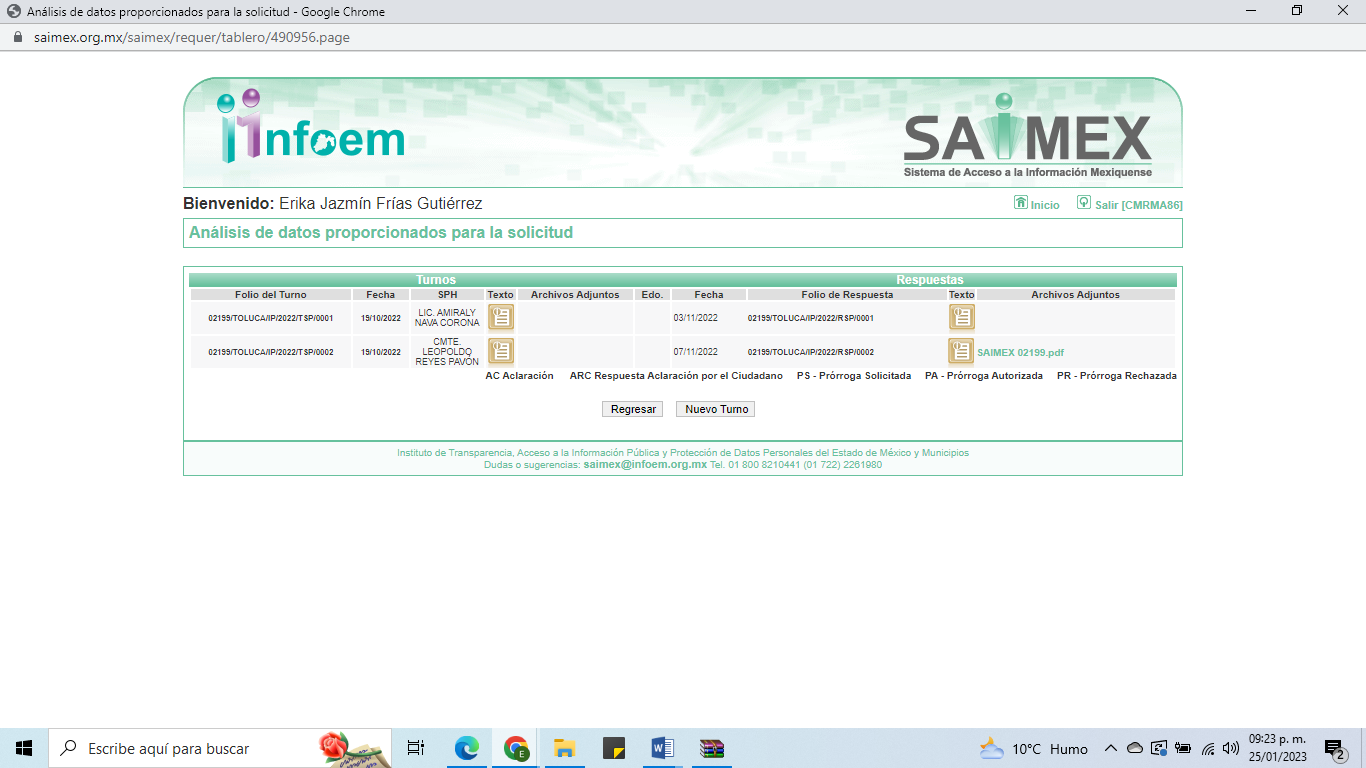 Análisis de datos proporcionados para la solicitud - Google Chrome
saimex.org.mx/saimex/requer/tablero/490956.page
infoem
SAIMEX
Sistema de Acceso a la Información Mexiquense
Bienvenido: Erika Jazmín Frías Gutiérrez
Inicio Salir [CMRMA86]
Análisis de datos proporcionados para la solicitud
Turnos Respuestas
Folio del Turno Fecha SPH Texto Archivos Adjuntos Edo. Fecha Folio de Respuesta Texto Archivos Adjuntos
02199/TOLUCA/IP/2022/TSP/0001 19/10/2022 LIC. AMIRALY NAVA CORONA 03/11/2022 02199/TOLUCA/IP/2022/RSP/0001
02199/TOLUCA/IP/2022/TSP/0002 19/10/2022 CMTE. LEOPOLDO REYES PAVÓN 07/11/2022 02199/TOLUCA/IP/2022/RSP/0002 SAIMEX 02199.pdf
AC Aclaración ARC Respuesta Aclaración por el Ciudadano PS - Prórroga Solicitada PA - Prórroga Autorizada PR - Prórroga Rechazada
Regresar Nuevo Turno
Instituto de Transparencia, Acceso a la Información Pública y Protección de Datos Personales del Estado de México y Municipios
Dudas o sugerencias: saimex@infoem.org.mx Tel. 01 800 8210441 (01 722) 2261980
Escribe aquí para buscar
10°C Humo
09:23 p. m.
25/01/2023
2